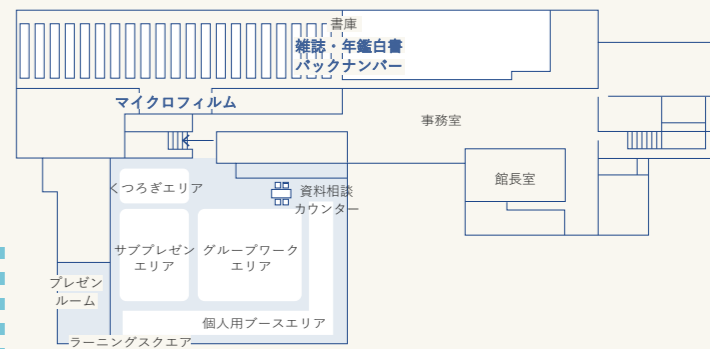 書庫
雑誌・年鑑白書
バックナンバー
マイクロフィルム
事務室
館長室
くつろぎエリア
資料相談
カウンター
サブプレゼン
エリア
グループワーク
エリア
プレゼン
ルーム
個人用ブースエリア
ラーニングスクエア